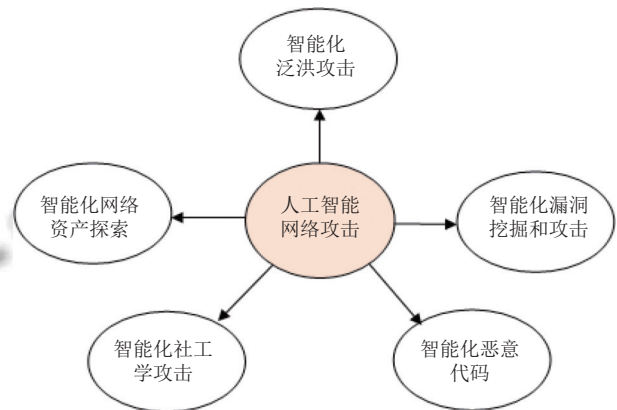 智能化
泛洪攻击
智能化网络
资产探索
人工智能
网络攻击
智能化漏洞
挖掘和攻击
智能化社工
学攻击
智能化恶意
代码